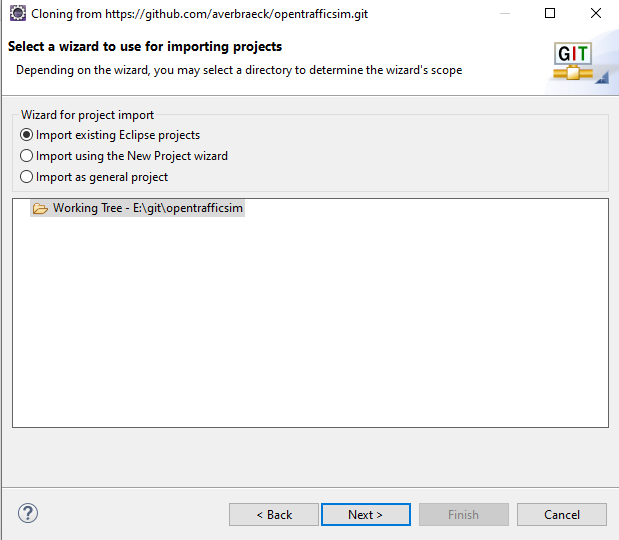 Cloning from https://github.com/averbraeck/opentrafficsim.git
Select a wizard to use for importing projects
Depending on the wizard, you may select a directory to determine the wizard's scope
GIT
Wizard for project import
Import existing Eclipse projects
Import using the New Project wizard
Import as general project
Working Tree - E:\git\opentrafficsim
?
< Back
Next >
Finish
Cancel